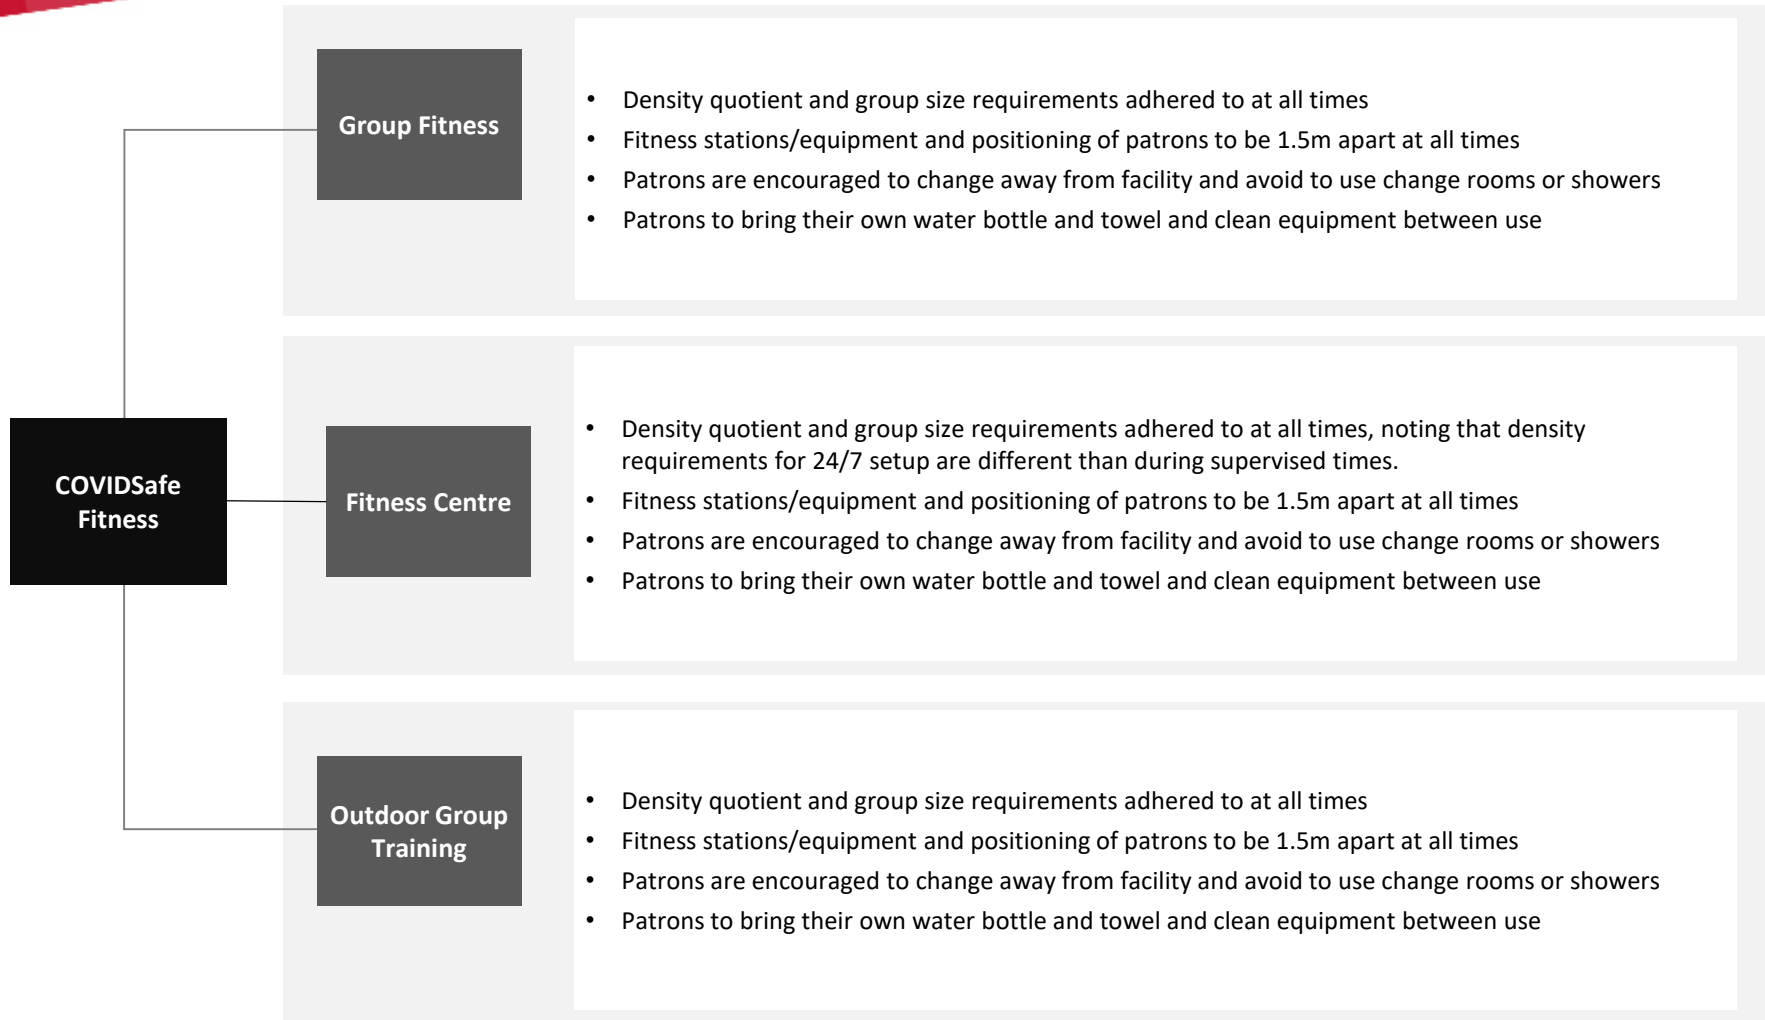 Group Fitness
• Density quotient and group size requirements adhered to at all times
• Fitness stations/equipment and positioning of patrons to be 1.5m apart at all times
• Patrons are encouraged to change away from facility and avoid to use change rooms or showers
• Patrons to bring their own water bottle and towel and clean equipment between use
COVIDSafe
Fitness
Fitness Centre
• Density quotient and group size requirements adhered to at all times, noting that density
requirements for 24/7 setup are different than during supervised times.
• Fitness stations/equipment and positioning of patrons to be 1.5m apart at all times
• Patrons are encouraged to change away from facility and avoid to use change rooms or showers
• Patrons to bring their own water bottle and towel and clean equipment between use
Outdoor Group
Training
• Density quotient and group size requirements adhered to at all times
• Fitness stations/equipment and positioning of patrons to be 1.5m apart at all times
• Patrons are encouraged to change away from facility and avoid to use change rooms or showers
• Patrons to bring their own water bottle and towel and clean equipment between use